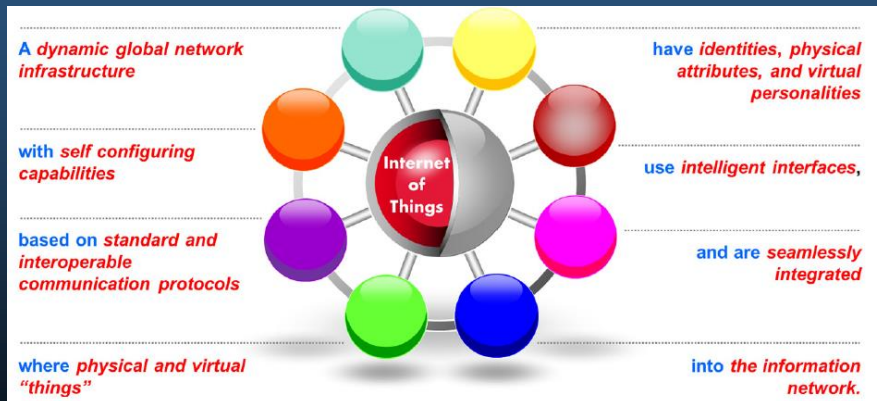 A dynamic global network
infrastructure
with self configuring
capabilities
based on standard and
interoperable
communication protocols
where physical and virtual
“things”
Internet
of
Things
have identities, physical
attributes, and virtual
personalities
use intelligent interfaces,
and are seamlessly
integrated
into the information
network.